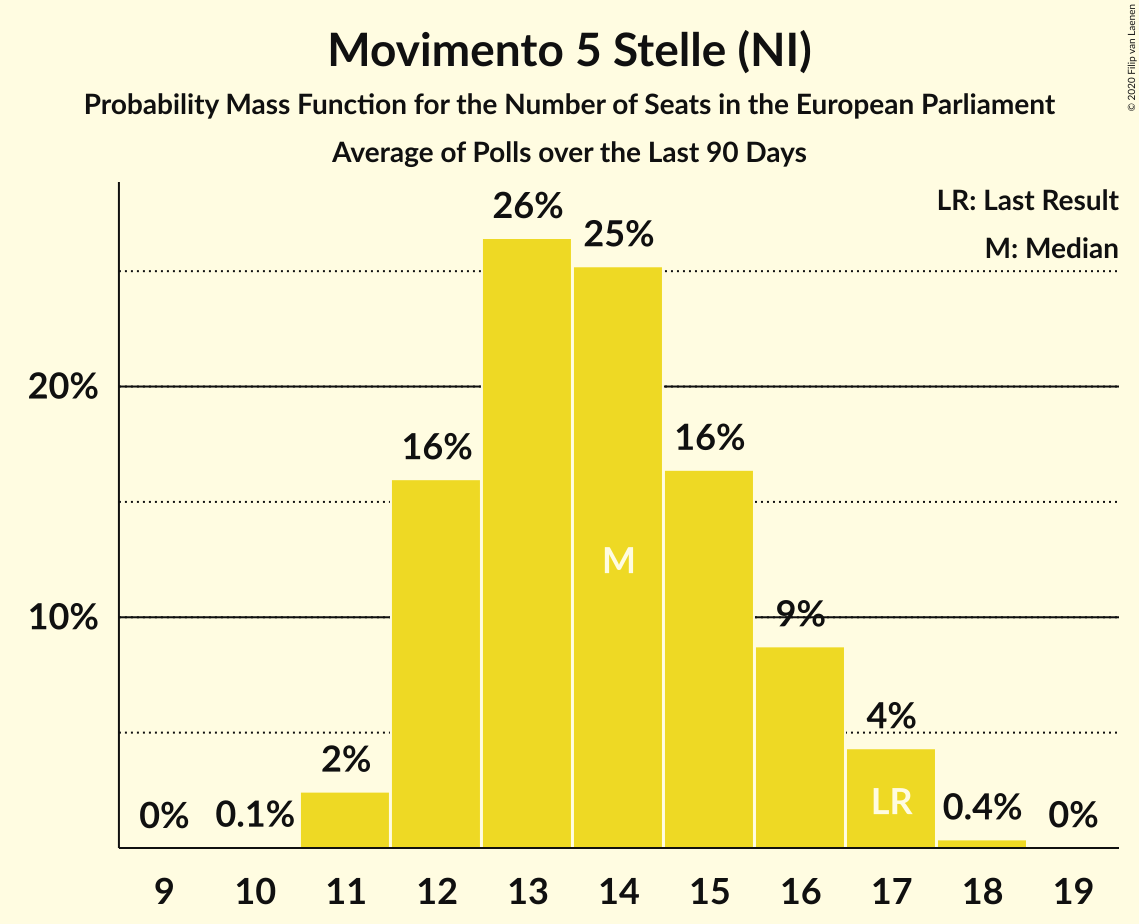 Movimento 5 Stelle (NI)
Probability Mass Function for the Number of Seats in the European Parliament
Average of Polls over the Last 90 Days
© 2020 Filip van Laenen
LR: Last Result
M: Median
26%
25%
20%
16%
16%
M
10%
9%
4%
2%
LR
0%
0.1%
0.4%
0%
9 10 11 12 13 14 15 16 17 18 19